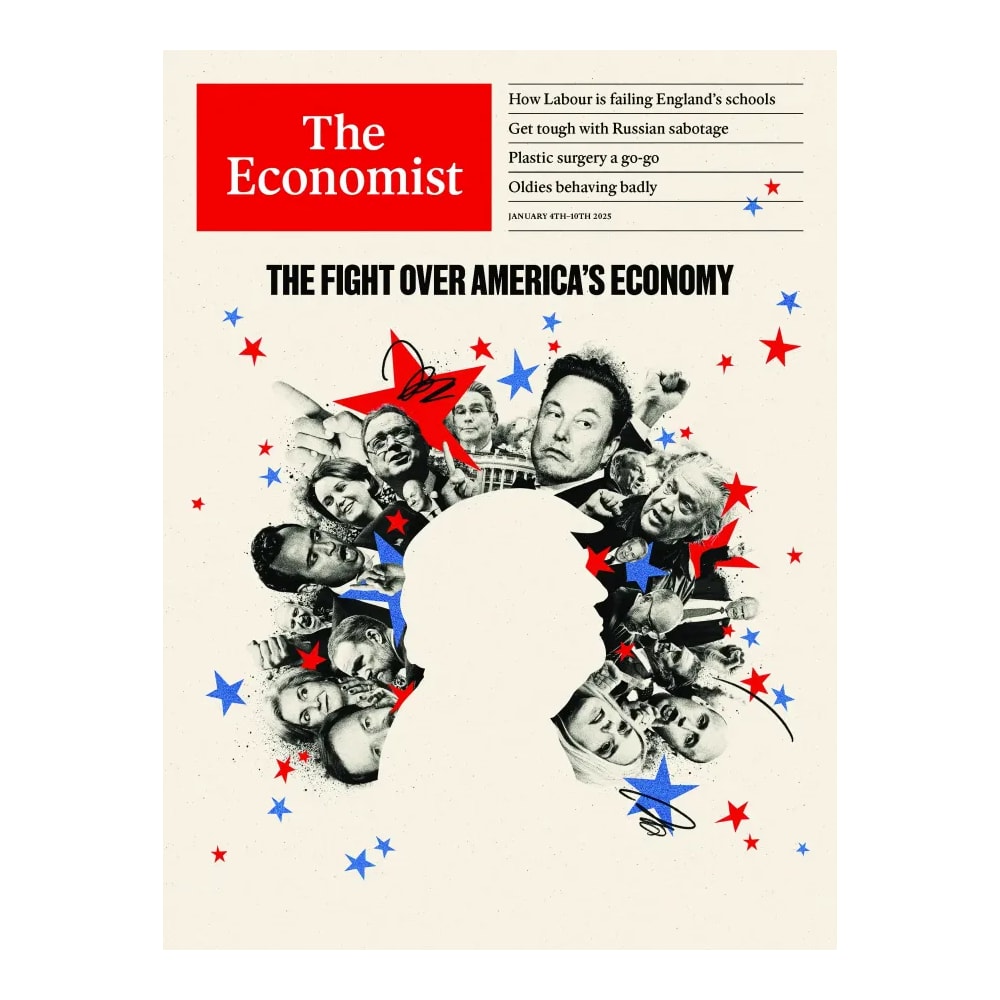 The
Economist
How Labour is failing England's schools
Get tough with Russian sabotage
Plastic surgery a go-go
Oldies behaving badly
JANUARY 4TH–10TH 2025
THE FIGHT OVER AMERICA'S ECONOMY